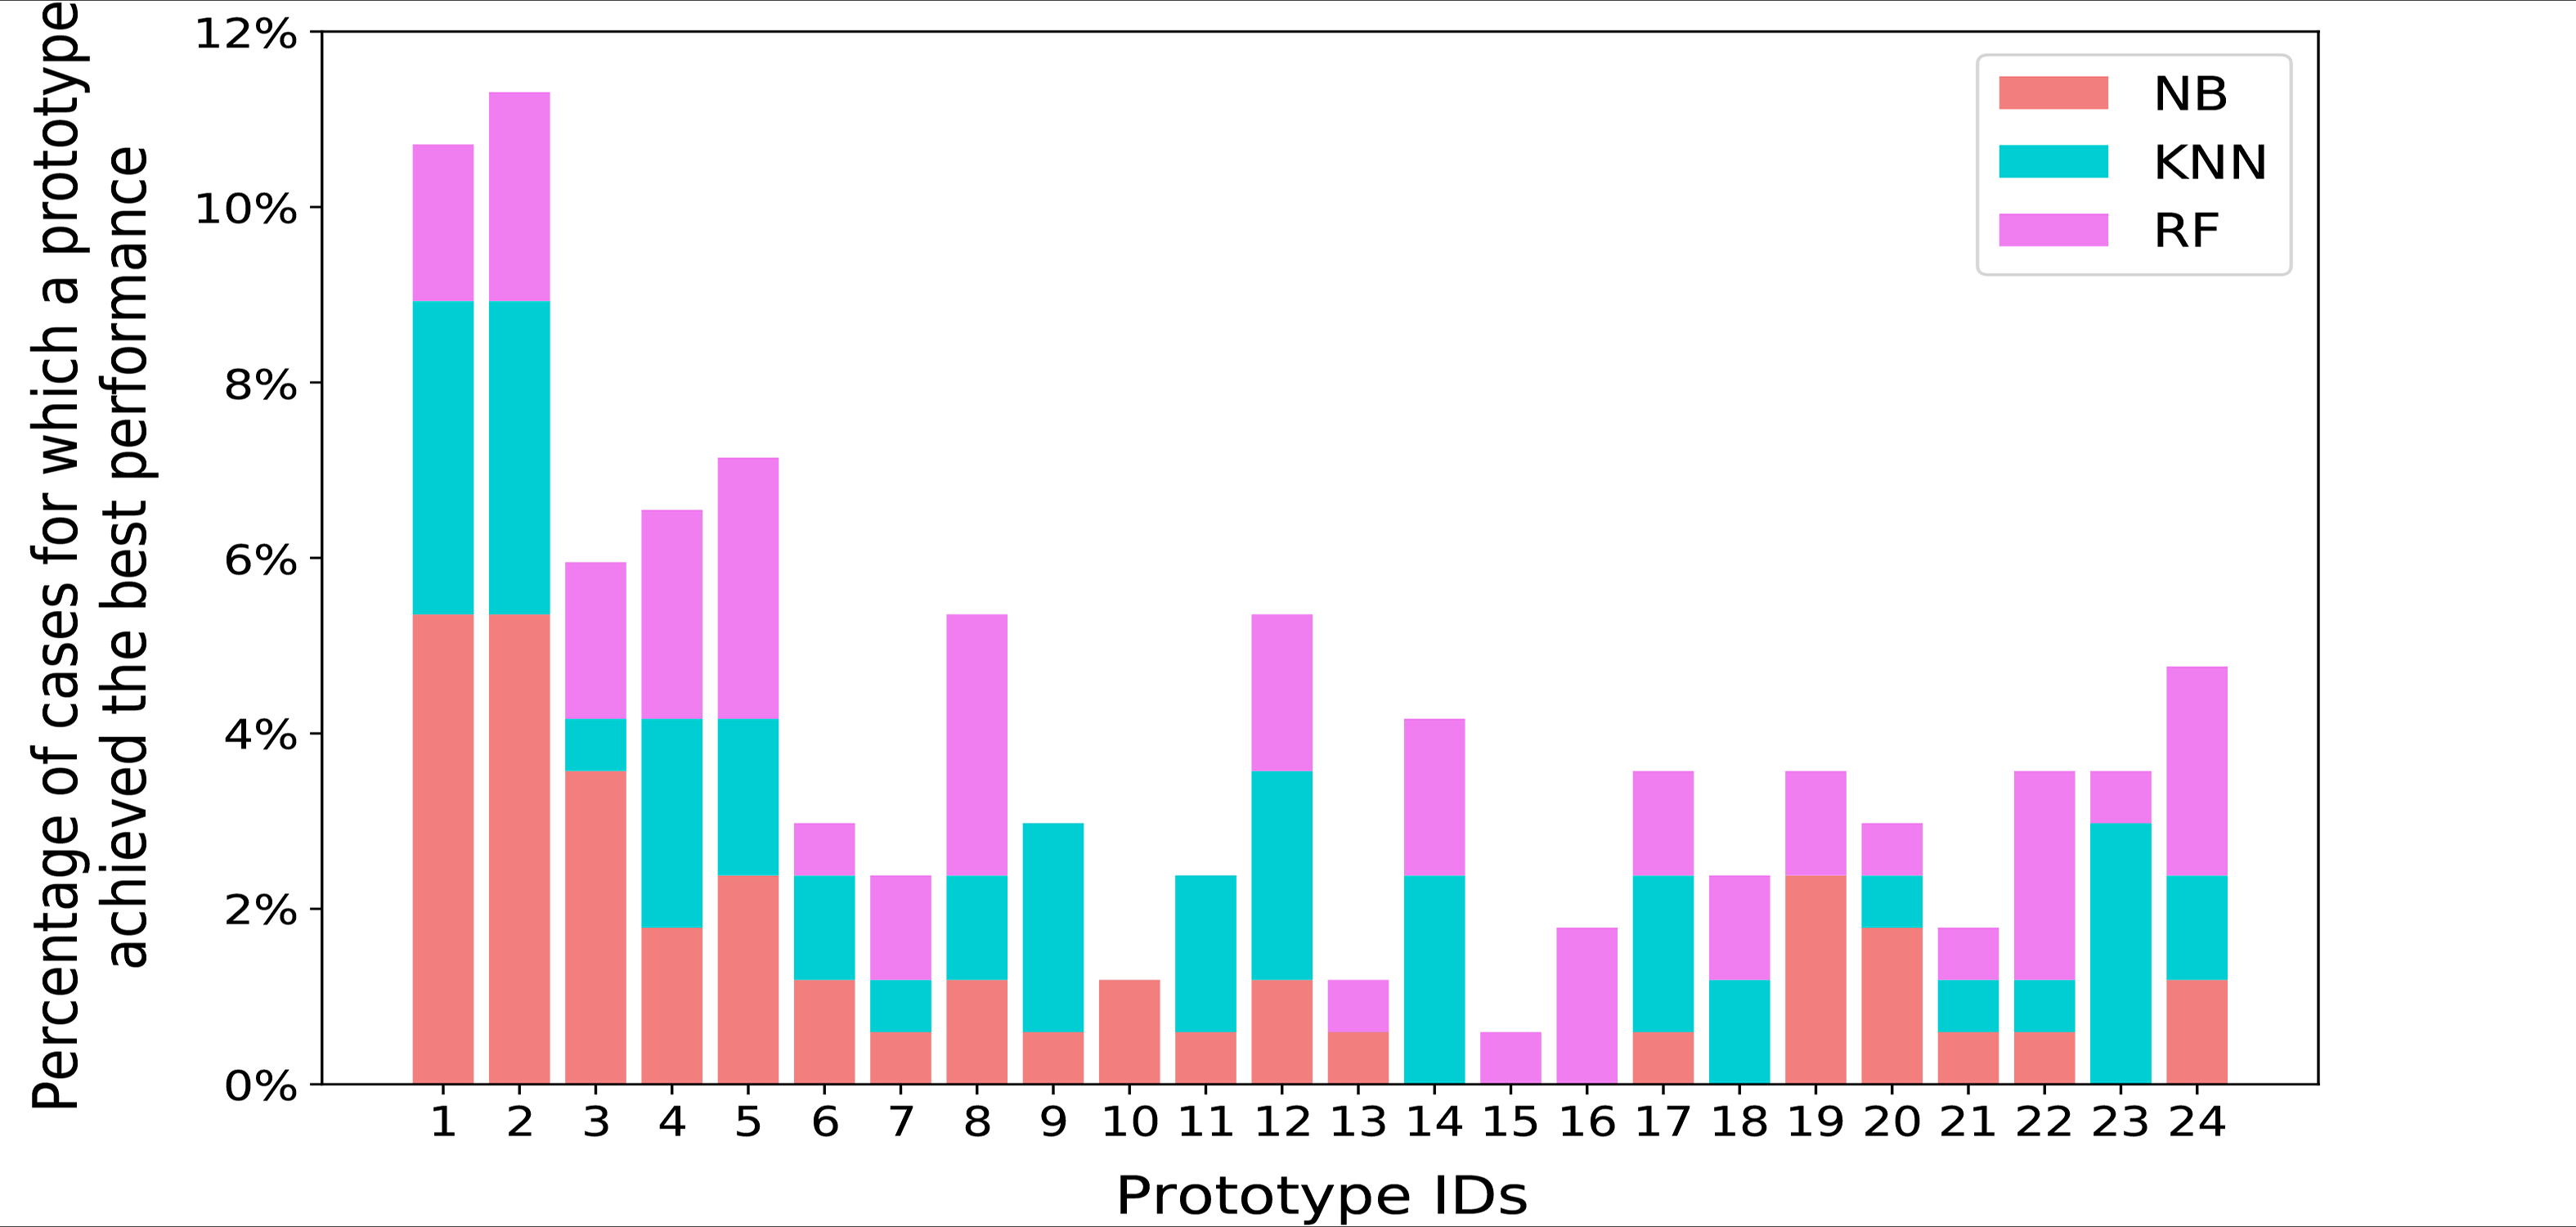 Percentage of cases for which a prototype
achieved the best performance
12%
10%
8%
6%
4%
2%
0%
NB
KNN
RF
1 2 3 4 5 6 7 8 9 10 11 12 13 14 15 16 17 18 19 20 21 22 23 24
Prototype IDs